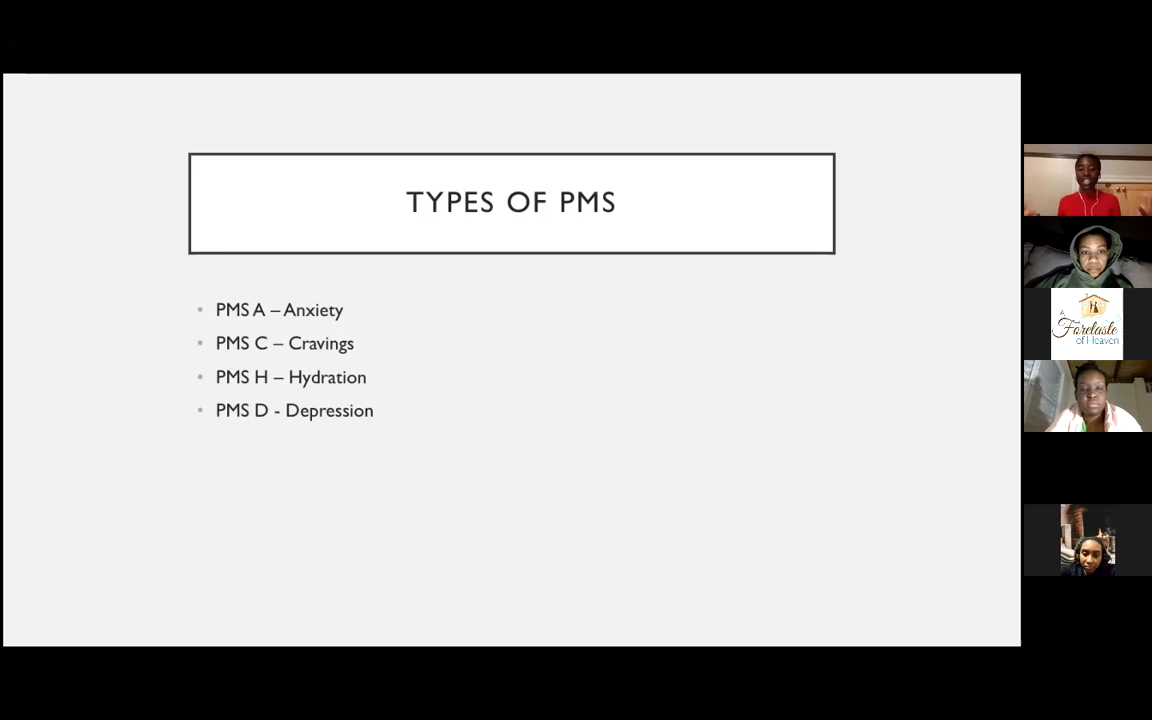 TYPES OF PMS
• PMS A – Anxiety
• PMS C – Cravings
• PMS H – Hydration
• PMS D - Depression
A
Foretaste
of Heaven